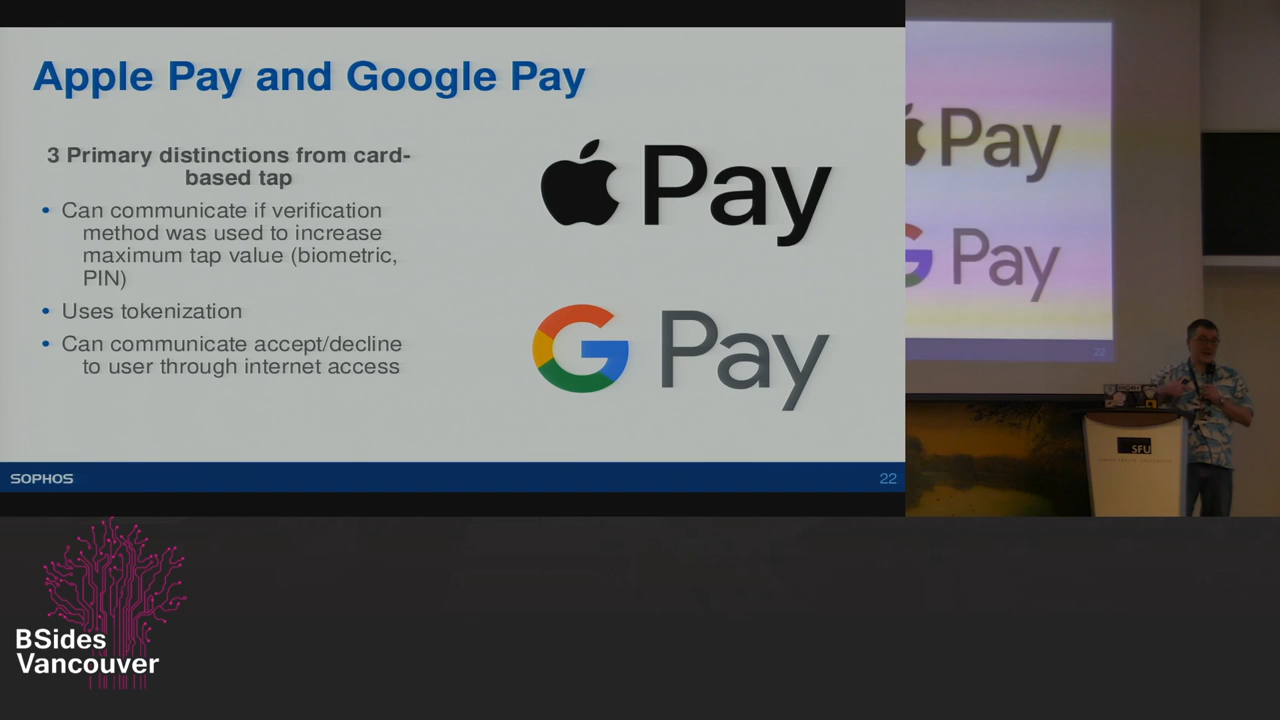 Apple Pay and Google Pay
3 Primary distinctions from card-
based tap
• Can communicate if verification
method was used to increase
maximum tap value (biometric,
PIN)
• Uses tokenization
• Can communicate accept/decline
to user through internet access
Pay
G Pay
SOPHOS
22
Pay
G Pay
22
SFU
BSides
Vancouver